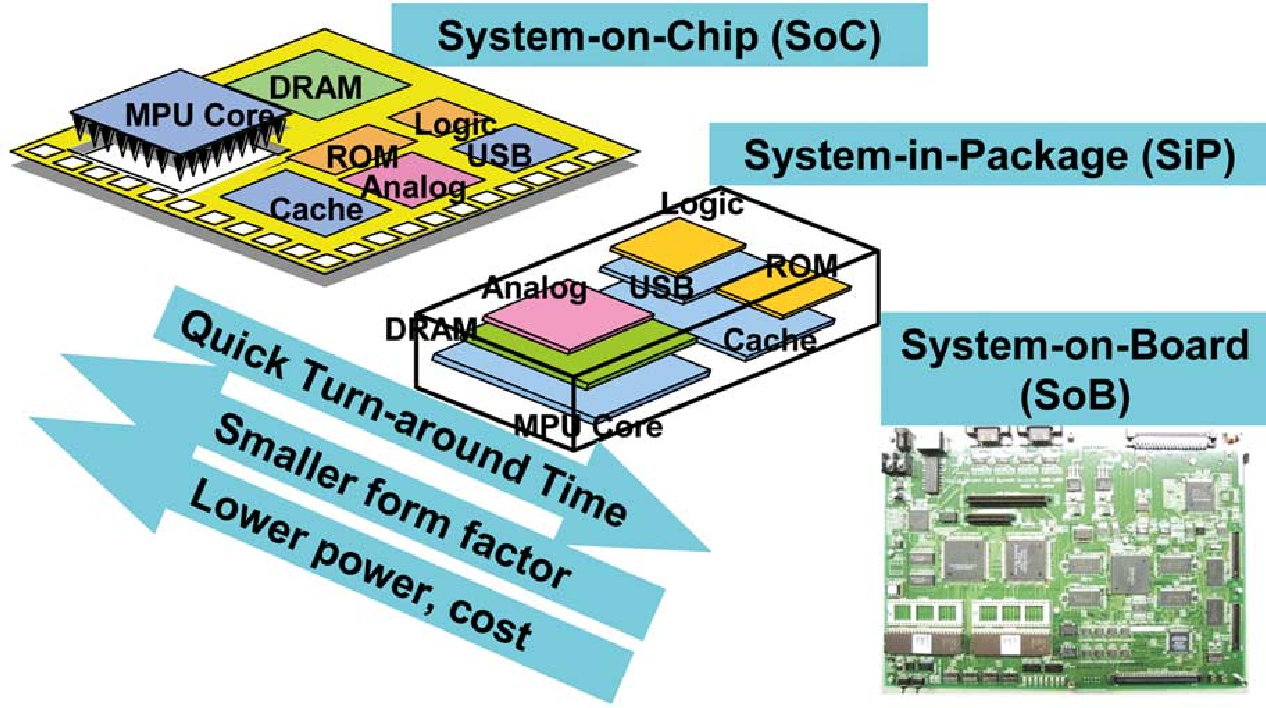 System-on-Chip (SoC)
DRAM
MPU Core
Logic
ROM
USB
Analog
Cache
System-in-Package (SiP)
Logic
ROM
Analog
USB
DRAM
Cache
MPU Core
System-on-Board
(SoB)
Quick Turn-around Time
Smaller form factor
Lower power, cost